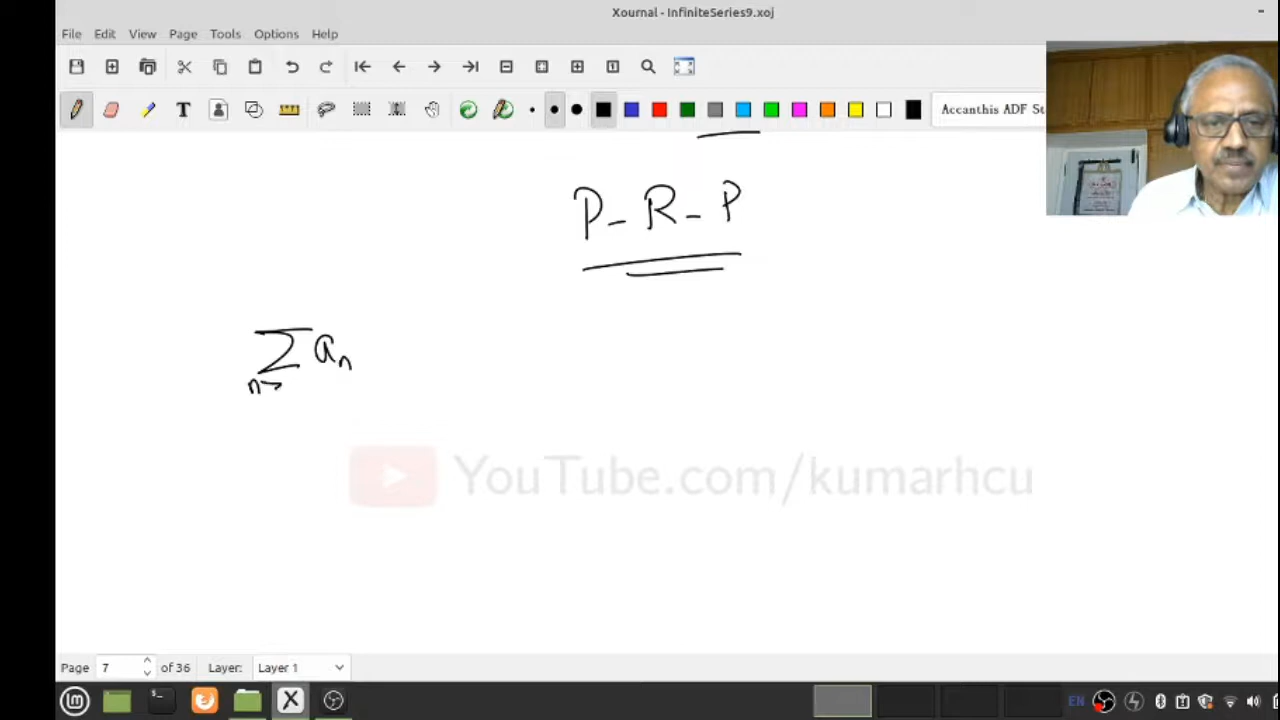 Xournal - InfiniteSeries9.xoj
File Edit View Page Tools Options Help
Accanthis ADF St
P - R - P
∑ aₙ
n>
YouTube.com/kumarhcu
Page 7 of 36 Layer: Layer 1
EN